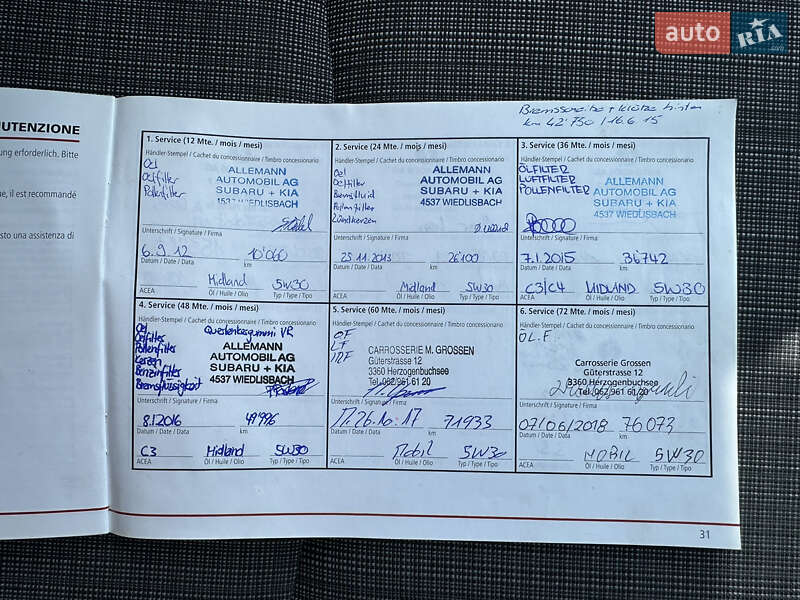 auto RIA.com
Bremsscheibe + Klötze hinten
km 42'750 / 16.6.15
NUTENZIONE
ung erforderlich. Bitte
e, il est recommandé
sto una assistenza di
1. Service (12 Mte. / mois / mesi)
Händler-Stempel / Cachet du concessionnaire / Timbro concessionario
Oel
Oelfilter
Pollenfilter
ALLEMANN
AUTOMOBIL AG
SUBARU + KIA
4537 WIEDLISBACH
Unterschrift / Signature / Firma
6.9.12 10'060
Datum / Date / Data km
Midland 5W30
ACEA Öl / Huile / Olio Typ / Type / Tipo
2. Service (24 Mte. / mois / mesi)
Händler-Stempel / Cachet du concessionnaire / Timbro concessionario
Oel
Oelfilter
Bremsfluid
Pollenfilter
Zündkerzen
ALLEMANN
AUTOMOBIL AG
SUBARU + KIA
4537 WIEDLISBACH
Unterschrift / Signature / Firma
25.11.2013 26'100
Datum / Date / Data km
Midland 5W30
ACEA Öl / Huile / Olio Typ / Type / Tipo
3. Service (36 Mte. / mois / mesi)
Händler-Stempel / Cachet du concessionnaire / Timbro concessionario
ÖLFILTER
LUFTFILTER
POLLENFILTER
ALLEMANN
AUTOMOBIL AG
SUBARU + KIA
4537 WIEDLISBACH
Unterschrift / Signature / Firma
7.1.2015 36'742
Datum / Date / Data km
C3/C4 MIDLAND 5W30
ACEA Öl / Huile / Olio Typ / Type / Tipo
4. Service (48 Mte. / mois / mesi)
Händler-Stempel / Cachet du concessionnaire / Timbro concessionario
Oel
Oelfilter
Pollenfilter
Kerzen
Benzinfilter
Bremsflüssigkeit
Querlenkergummi VR
ALLEMANN
AUTOMOBIL AG
SUBARU + KIA
4537 WIEDLISBACH
Unterschrift / Signature / Firma
8.1.2016 49'996
Datum / Date / Data km
C3 Midland 5W30
ACEA Öl / Huile / Olio Typ / Type / Tipo
5. Service (60 Mte. / mois / mesi)
Händler-Stempel / Cachet du concessionnaire / Timbro concessionario
OF
LF
CARROSSERIE M. GROSSEN
Güterstrasse 12
3360 Herzogenbuchsee
Tel. 062/961 61 20
Unterschrift / Signature / Firma
26.10.17 71933
Datum / Date / Data km
Mobil 5W30
ACEA Öl / Huile / Olio Typ / Type / Tipo
6. Service (72 Mte. / mois / mesi)
Händler-Stempel / Cachet du concessionnaire / Timbro concessionario
ÖL.F
Carrosserie Grossen
Güterstrasse 12
3360 Herzogenbuchsee
Tel. 062/961 61 20
Unterschrift / Signature / Firma
07/06/2018 76073
Datum / Date / Data km
MOBIL 5W30
ACEA Öl / Huile / Olio Typ / Type / Tipo
31